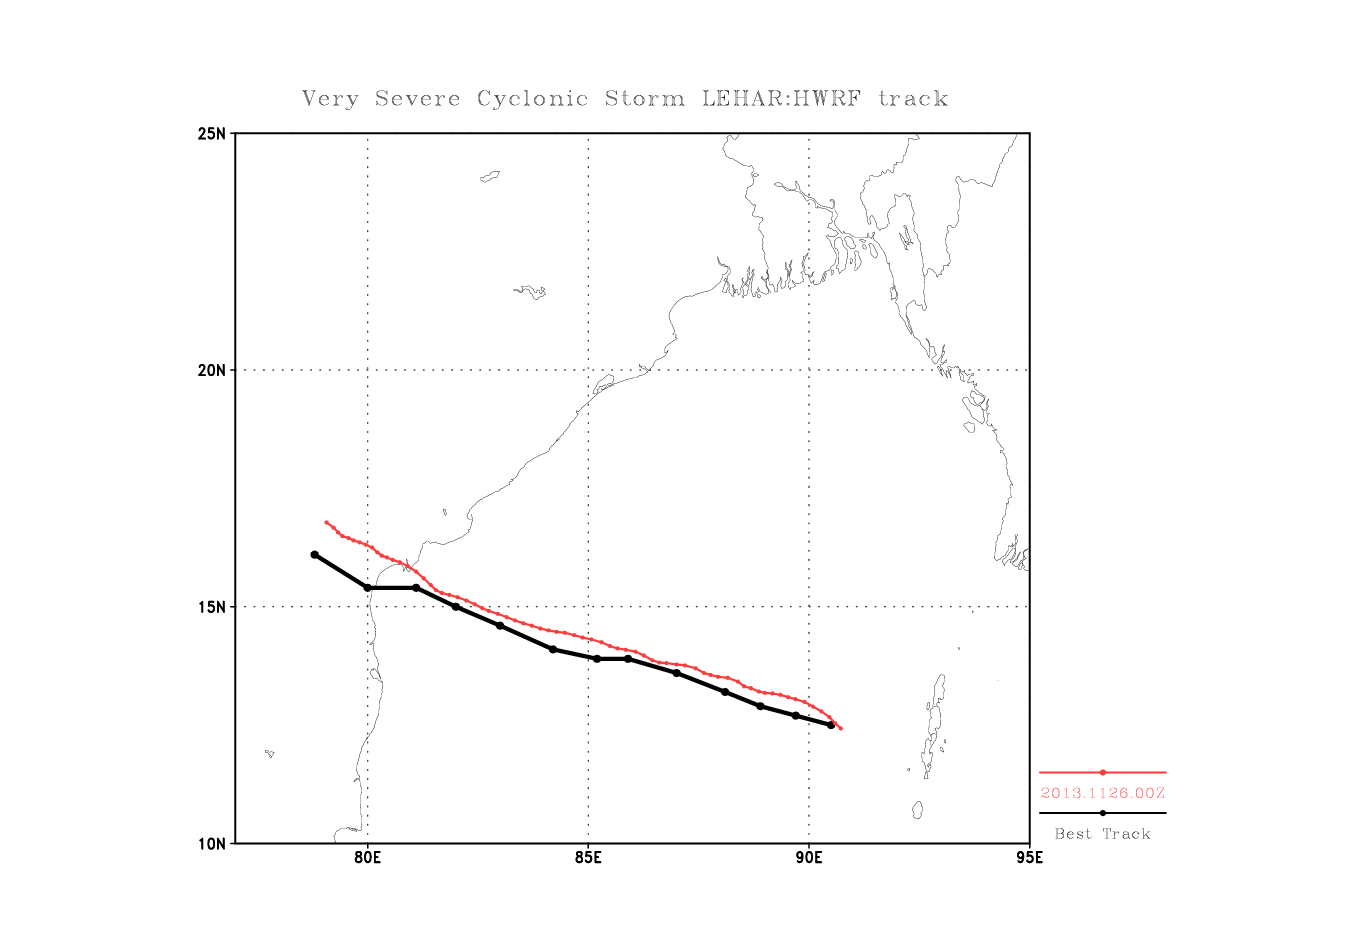 Very Severe Cyclonic Storm LEHAR:HWRF track
25N
20N
15N
10N
80E
85E
90E
95E
2013.1126.00Z
Best Track